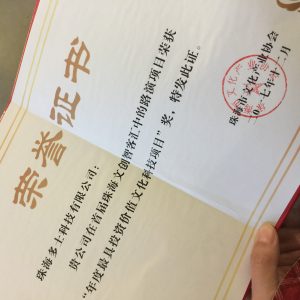 荣誉证书
珠海多士科技有限公司：
贵公司在首届珠海文创智客汇中的路演项目荣获
“年度最具投资价值文化科技项目”奖，特发此证。
珠海市文化产业协会
二〇一七年十二月